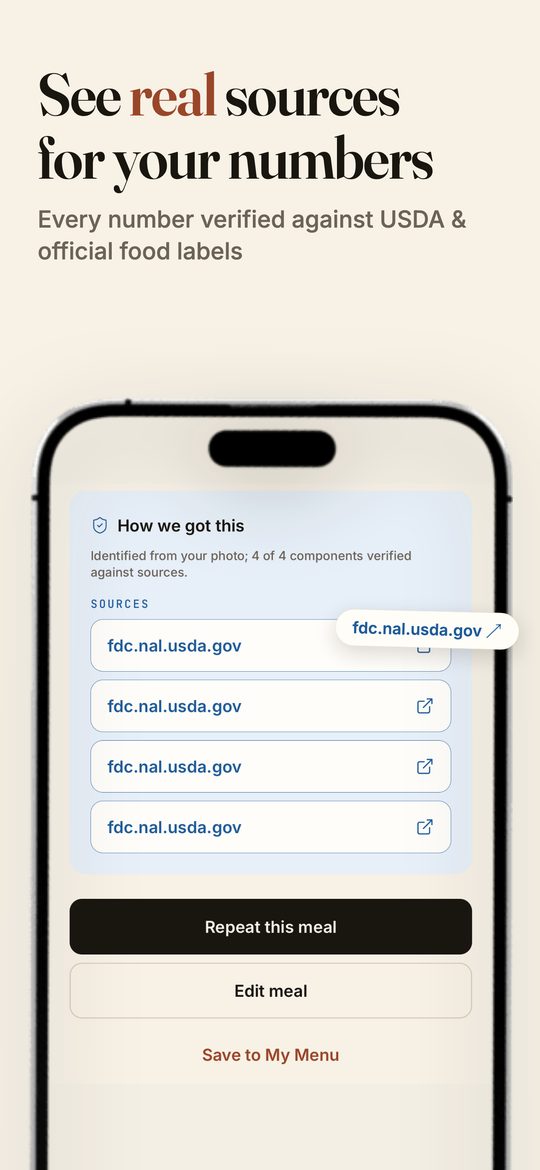 See real sources
for your numbers
Every number verified against USDA &
official food labels
How we got this
Identified from your photo; 4 of 4 components verified
against sources.
SOURCES
fdc.nal.usda.gov
fdc.nal.usda.gov ↗
fdc.nal.usda.gov
fdc.nal.usda.gov
fdc.nal.usda.gov
Repeat this meal
Edit meal
Save to My Menu